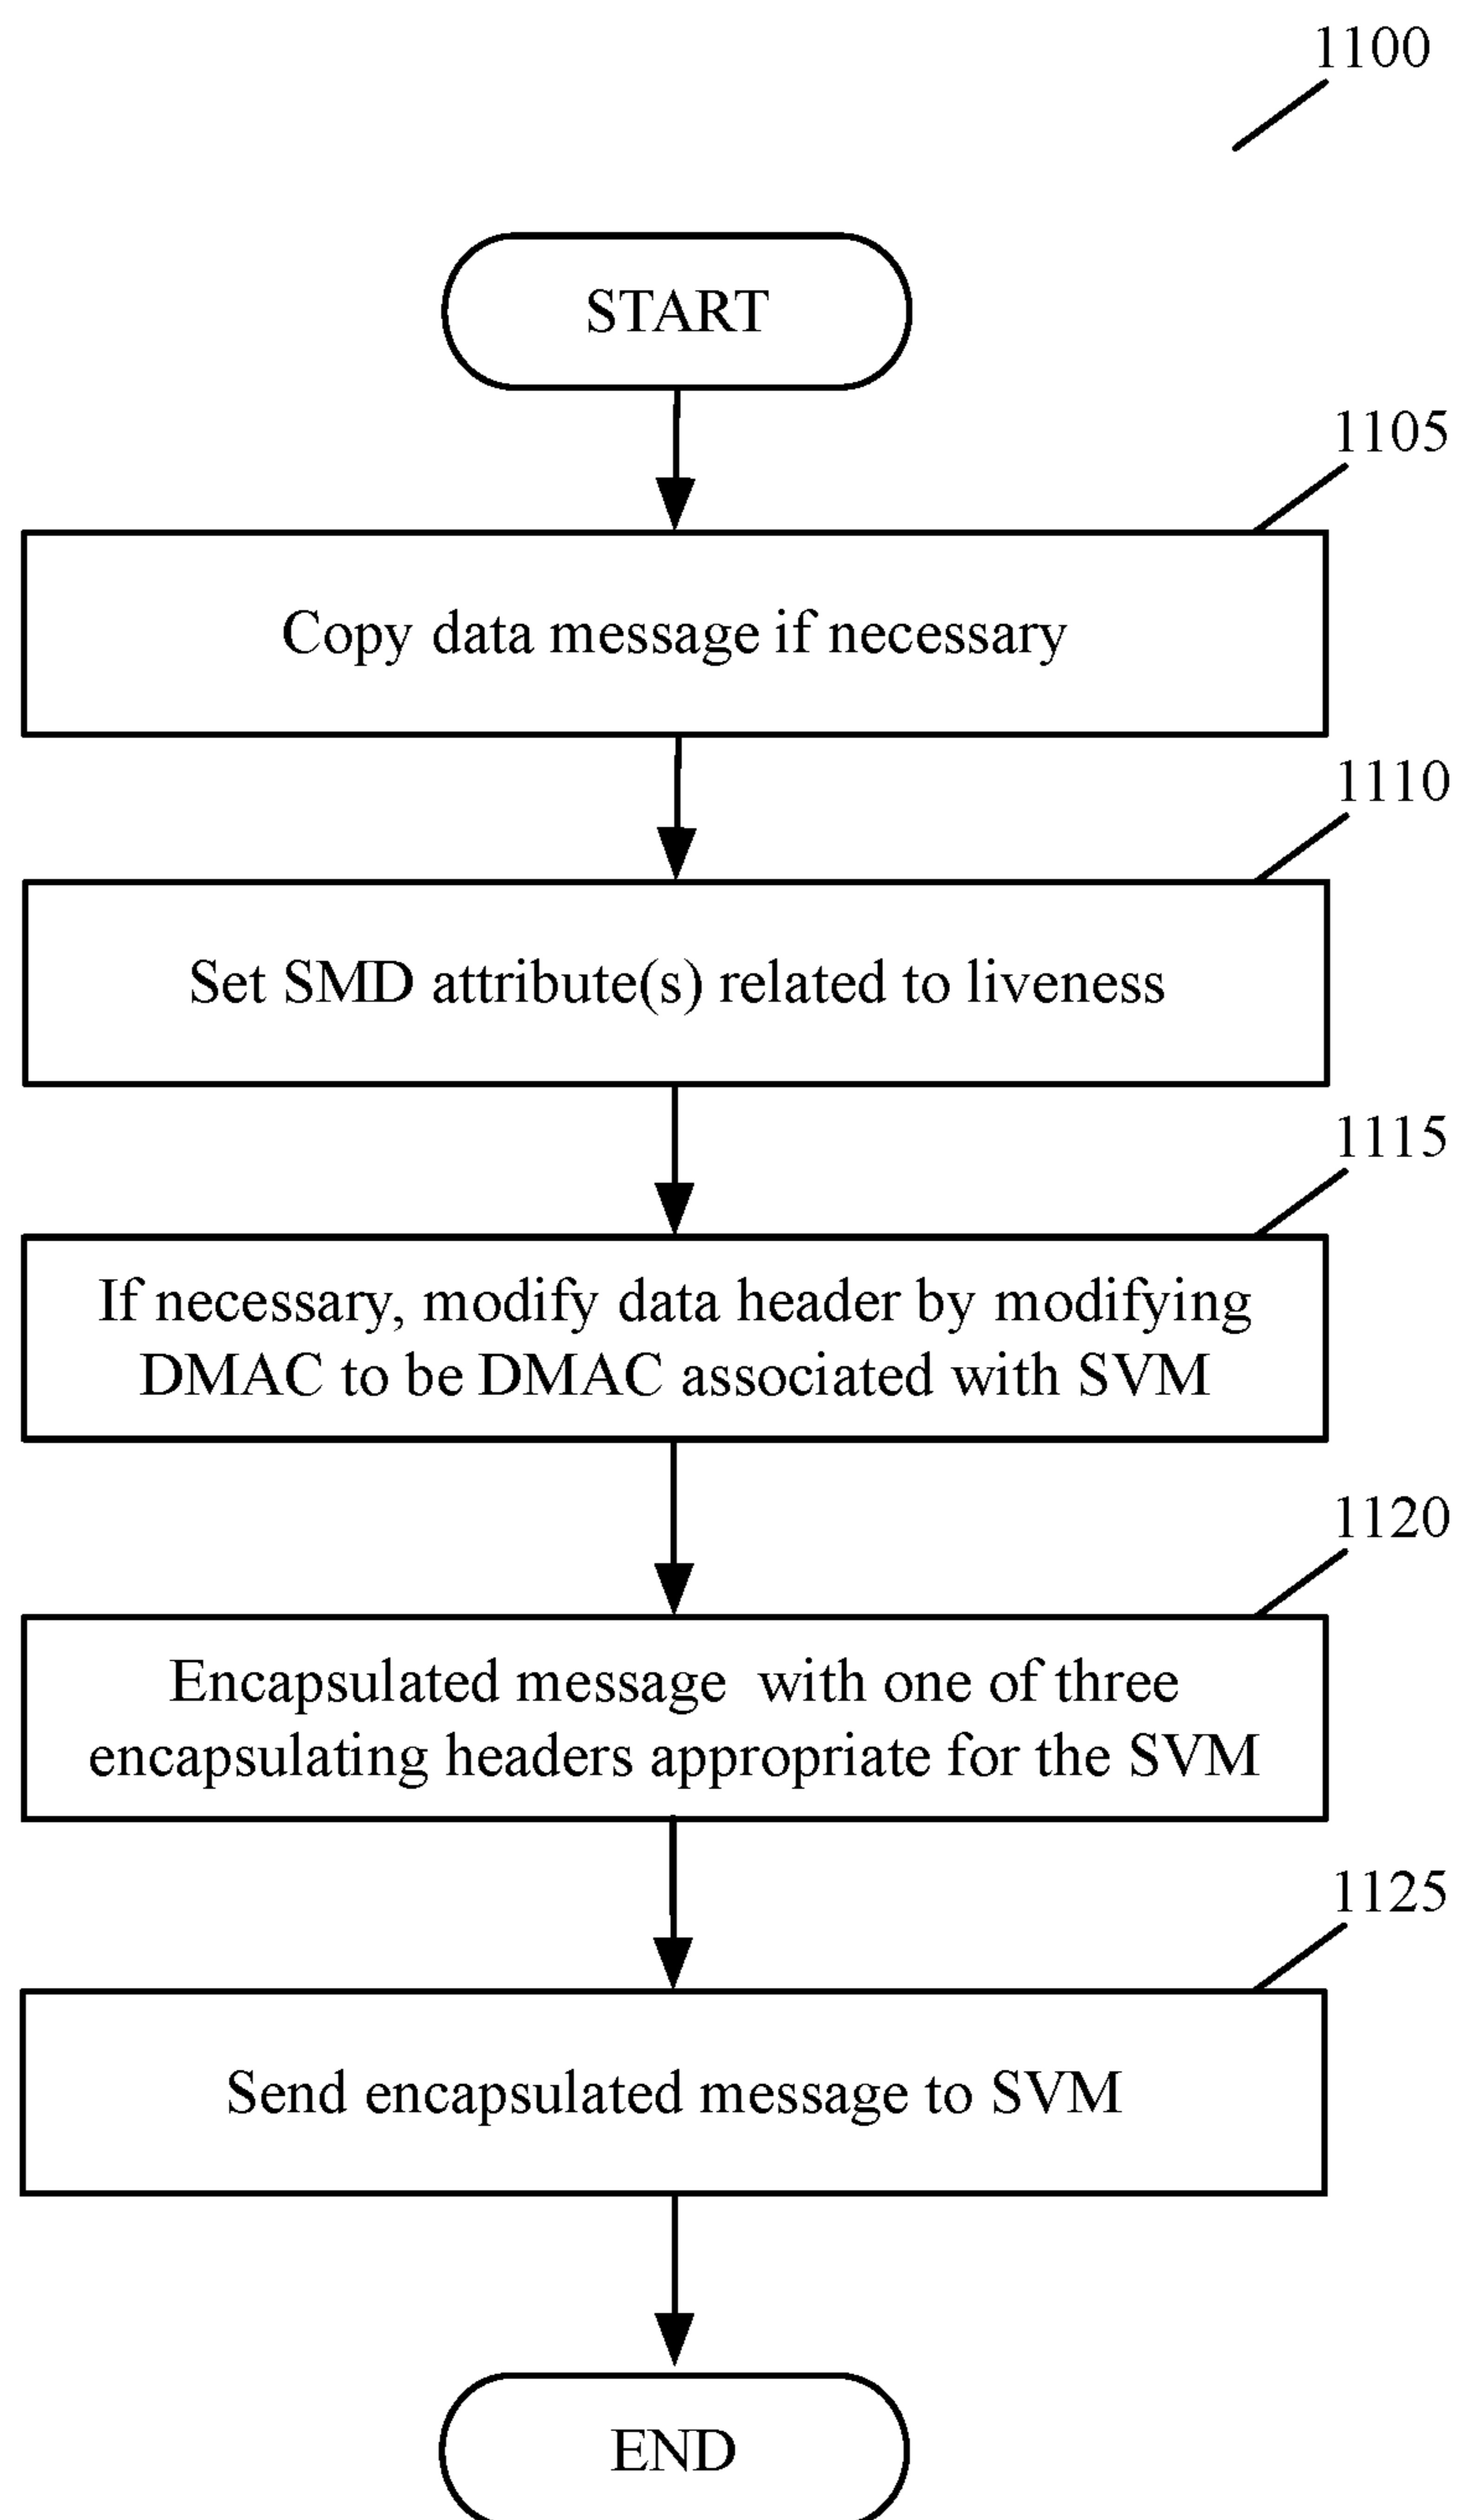 1100
START
1105
Copy data message if necessary
1110
Set SMD attribute(s) related to liveness
1115
If necessary, modify data header by modifying
DMAC to be DMAC associated with SVM
1120
Encapsulated message with one of three
encapsulating headers appropriate for the SVM
1125
Send encapsulated message to SVM
END